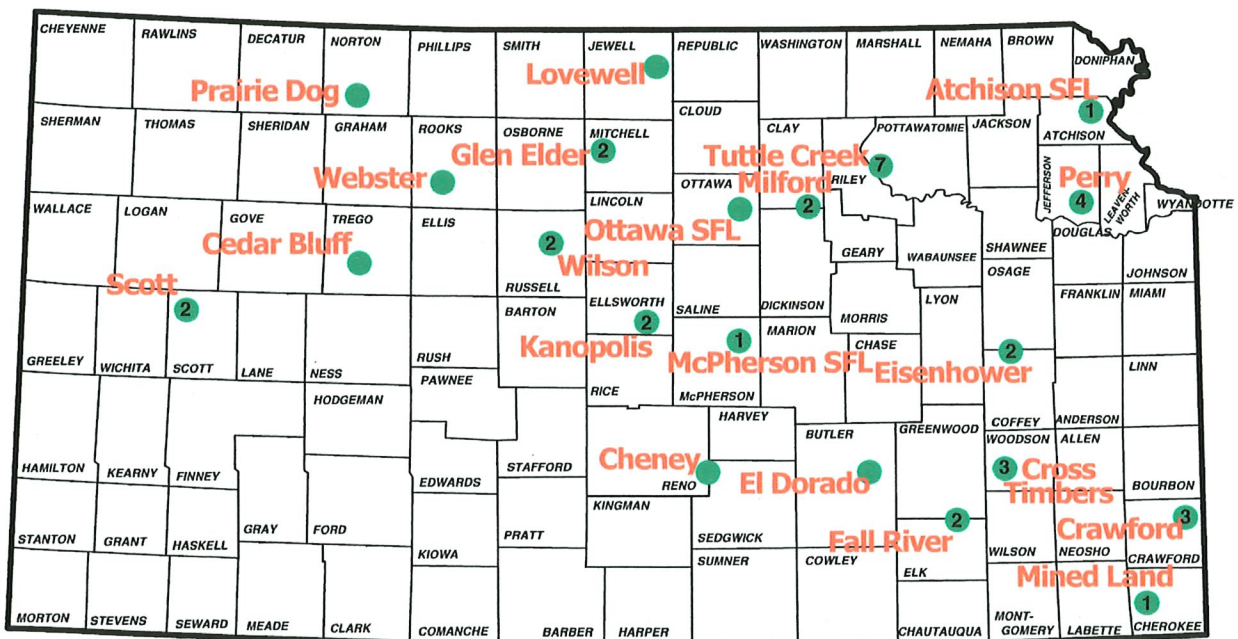 CHEYENNE
RAWLINS
DECATUR
NORTON
PHILLIPS
SMITH
JEWELL
REPUBLIC
WASHINGTON
MARSHALL
NEMAHA
BROWN
DONIPHAN
Lovewell
Prairie Dog
Atchison SFL
1
ATCHISON
CLOUD
SHERMAN
THOMAS
SHERIDAN
GRAHAM
ROOKS
OSBORNE
MITCHELL
CLAY
POTTAWATOMIE
JACKSON
Glen Elder
2
Tuttle Creek
7
RILEY
Webster
OTTAWA
Milford
2
JEFFERSON
Perry
4
LEAVEN-
WORTH
WYANDOTTE
WALLACE
LOGAN
GOVE
TREGO
ELLIS
LINCOLN
Ottawa SFL
Cedar Bluff
2
Wilson
RUSSELL
GEARY
WABAUNSEE
SHAWNEE
DOUGLAS
OSAGE
JOHNSON
Scott
2
BARTON
ELLSWORTH
2
SALINE
DICKINSON
MORRIS
LYON
FRANKLIN
MIAMI
Kanopolis
1
McPherson SFL
MARION
CHASE
Eisenhower
2
GREELEY
WICHITA
SCOTT
LANE
NESS
RUSH
PAWNEE
RICE
McPHERSON
LINN
HODGEMAN
HARVEY
BUTLER
GREENWOOD
COFFEY
ANDERSON
WOODSON
ALLEN
HAMILTON
KEARNY
FINNEY
STAFFORD
EDWARDS
Cheney
RENO
El Dorado
3
Cross
Timbers
BOURBON
KINGMAN
STANTON
GRANT
HASKELL
GRAY
FORD
KIOWA
PRATT
SEDGWICK
SUMNER
COWLEY
Fall River
2
ELK
WILSON
NEOSHO
Crawford
3
CRAWFORD
Mined Land
1
CHEROKEE
MORTON
STEVENS
SEWARD
MEADE
CLARK
COMANCHE
BARBER
HARPER
CHAUTAUQUA
MONT-
GOMERY
LABETTE